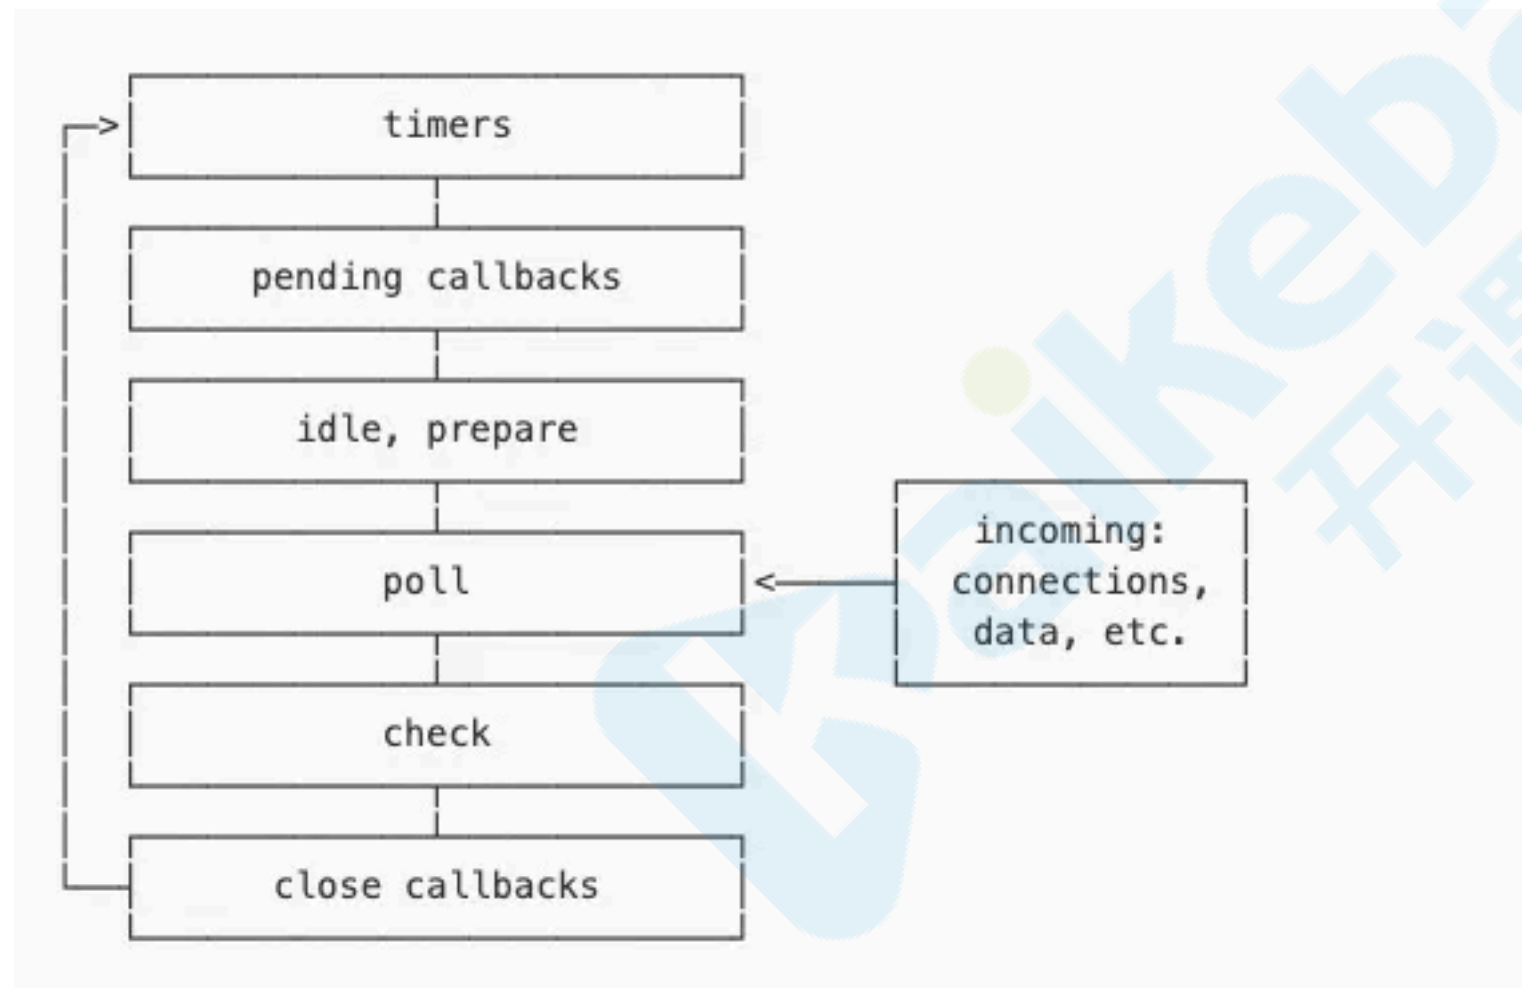 timers
pending callbacks
idle, prepare
poll
incoming:
connections,
data, etc.
check
close callbacks